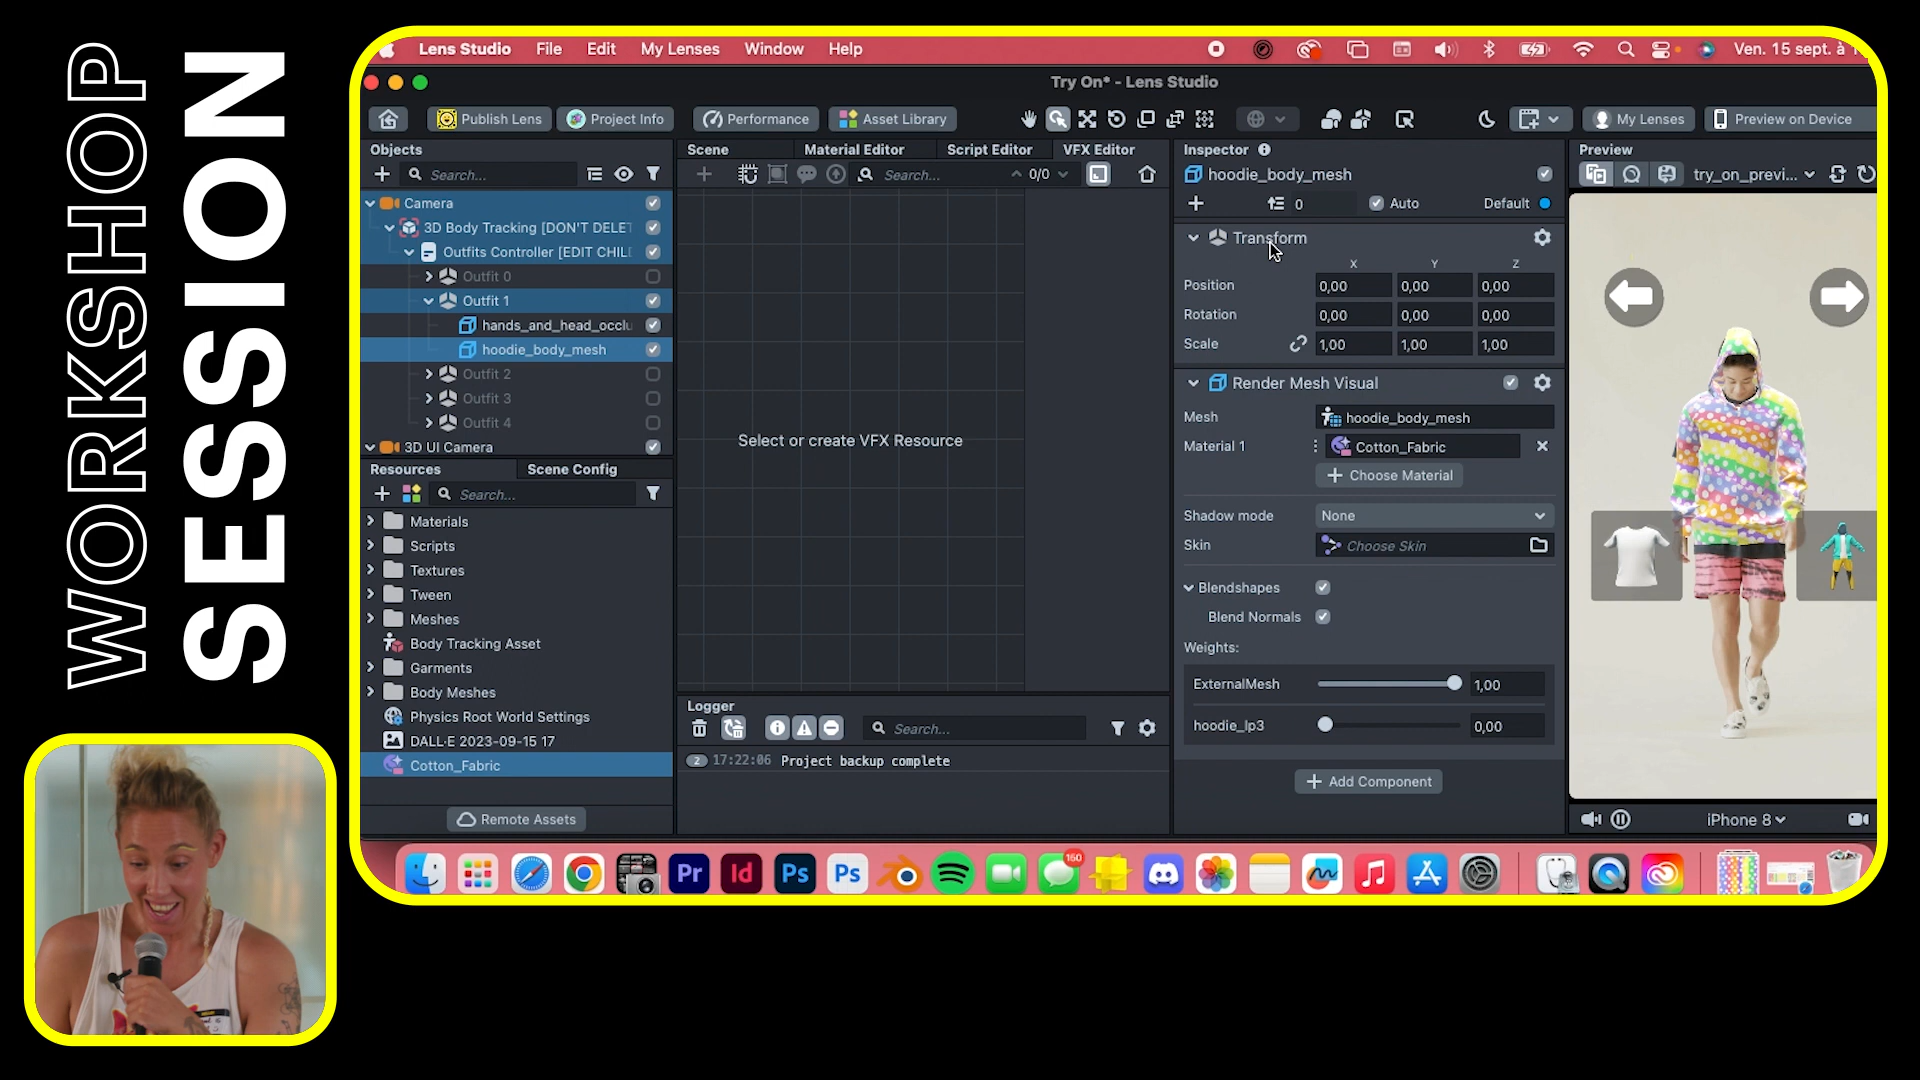 WORKSHOP
SESSION
Lens Studio File Edit My Lenses Window Help
Ven. 15 sept. à 1
Try On* - Lens Studio
Publish Lens Project Info Performance Asset Library
My Lenses Preview on Device
Objects
Search...
Camera
3D Body Tracking [DON'T DELE
Outfits Controller [EDIT CHIL
Outfit 0
Outfit 1
hands_and_head_occlu
hoodie_body_mesh
Outfit 2
Outfit 3
Outfit 4
3D UI Camera
Resources Scene Config
Search...
Materials
Scripts
Textures
Tween
Meshes
Body Tracking Asset
Garments
Body Meshes
Physics Root World Settings
DALL·E 2023-09-15 17
Cotton_Fabric
Remote Assets
Scene Material Editor Script Editor VFX Editor
Search... 0/0
Select or create VFX Resource
Logger
Search...
2 17:22:06 Project backup complete
Inspector
hoodie_body_mesh
0 Auto Default
Transform
X Y Z
Position 0,00 0,00 0,00
Rotation 0,00 0,00 0,00
Scale 1,00 1,00 1,00
Render Mesh Visual
Mesh hoodie_body_mesh
Material 1 Cotton_Fabric
Choose Material
Shadow mode None
Skin Choose Skin
Blendshapes
Blend Normals
Weights:
ExternalMesh 1,00
hoodie_lp3 0,00
Add Component
Preview
try_on_previ...
iPhone 8
Pr Id Ps Ps
160